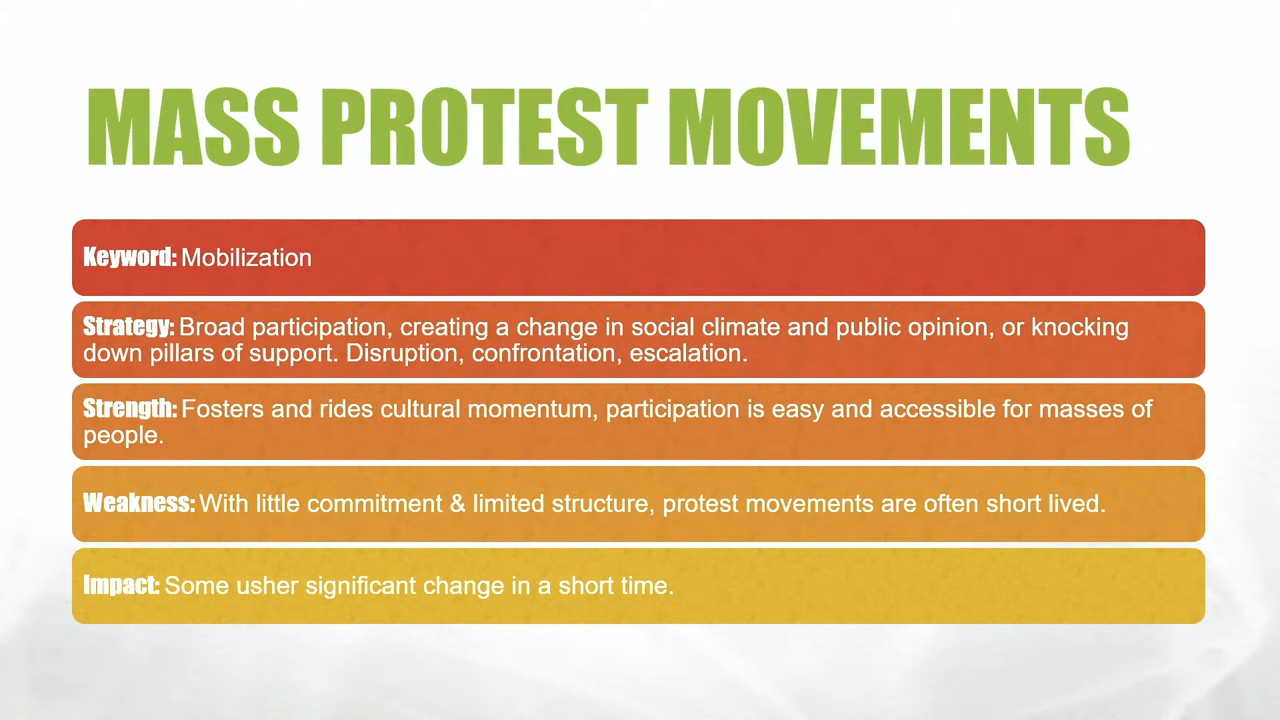 MASS PROTEST MOVEMENTS
Keyword: Mobilization
Strategy: Broad participation, creating a change in social climate and public opinion, or knocking
down pillars of support. Disruption, confrontation, escalation.
Strength: Fosters and rides cultural momentum, participation is easy and accessible for masses of
people.
Weakness: With little commitment & limited structure, protest movements are often short lived.
Impact: Some usher significant change in a short time.